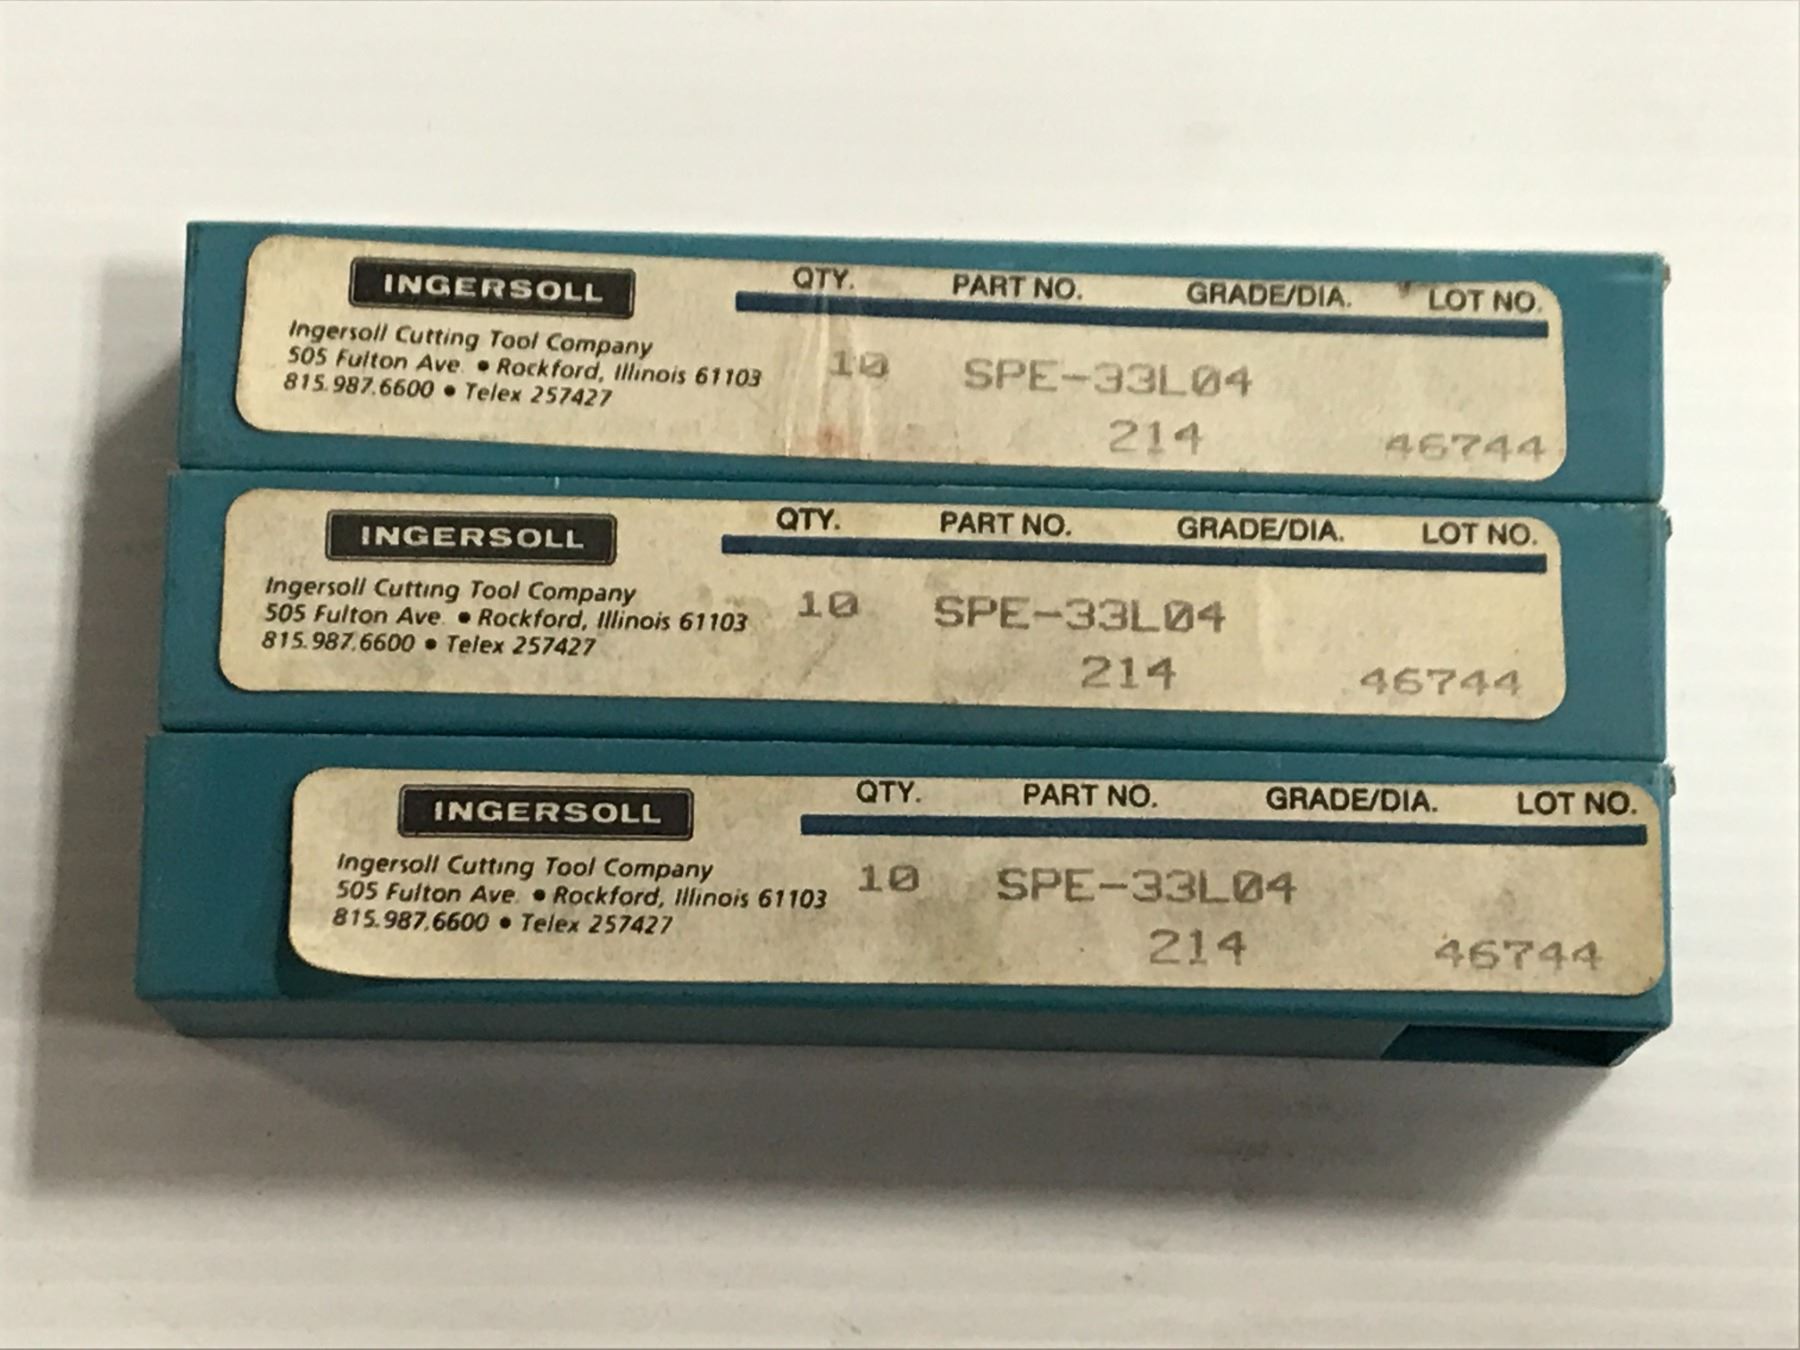 INGERSOLL
Ingersoll Cutting Tool Company
505 Fulton Ave. • Rockford, Illinois 61103
815.987.6600 • Telex 257427
QTY. PART NO. GRADE/DIA. LOT NO.
10 SPE-33L04
214 46744
INGERSOLL
Ingersoll Cutting Tool Company
505 Fulton Ave. • Rockford, Illinois 61103
815.987.6600 • Telex 257427
QTY. PART NO. GRADE/DIA. LOT NO.
10 SPE-33L04
214 46744
INGERSOLL
Ingersoll Cutting Tool Company
505 Fulton Ave. • Rockford, Illinois 61103
815.987.6600 • Telex 257427
QTY. PART NO. GRADE/DIA. LOT NO.
10 SPE-33L04
214 46744